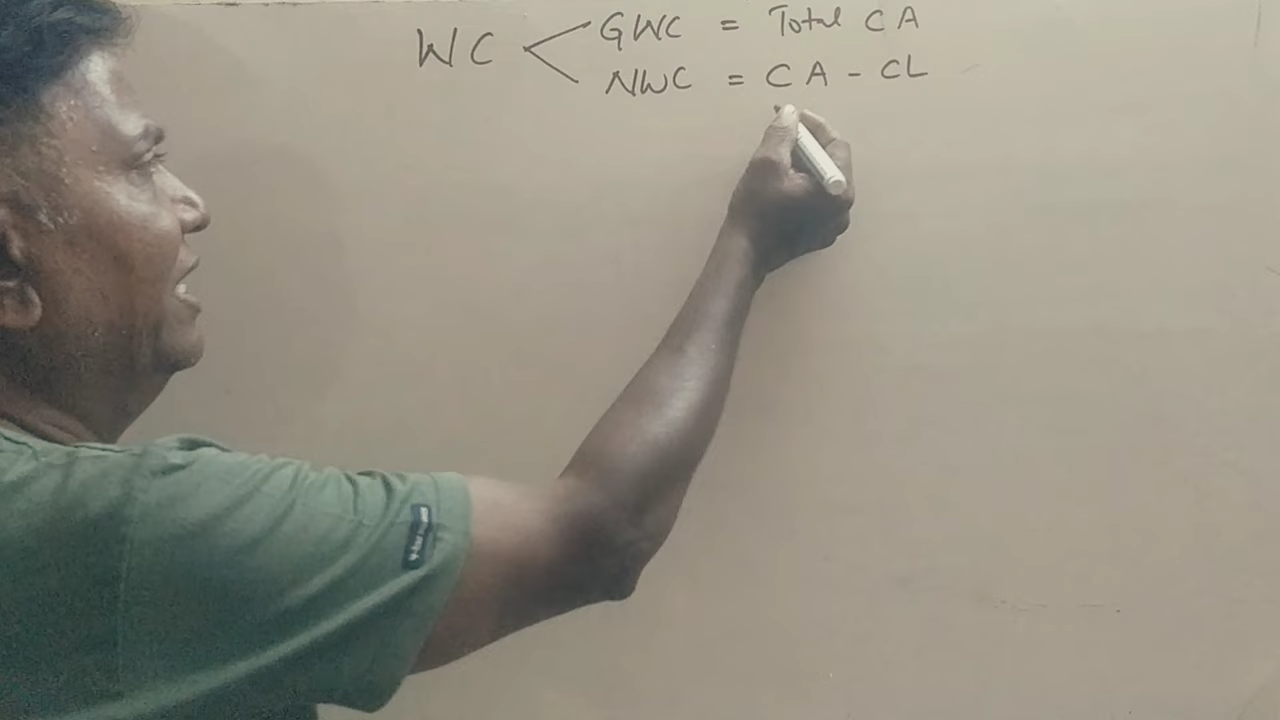 WC < GWC = Total CA
NWC = CA - CL